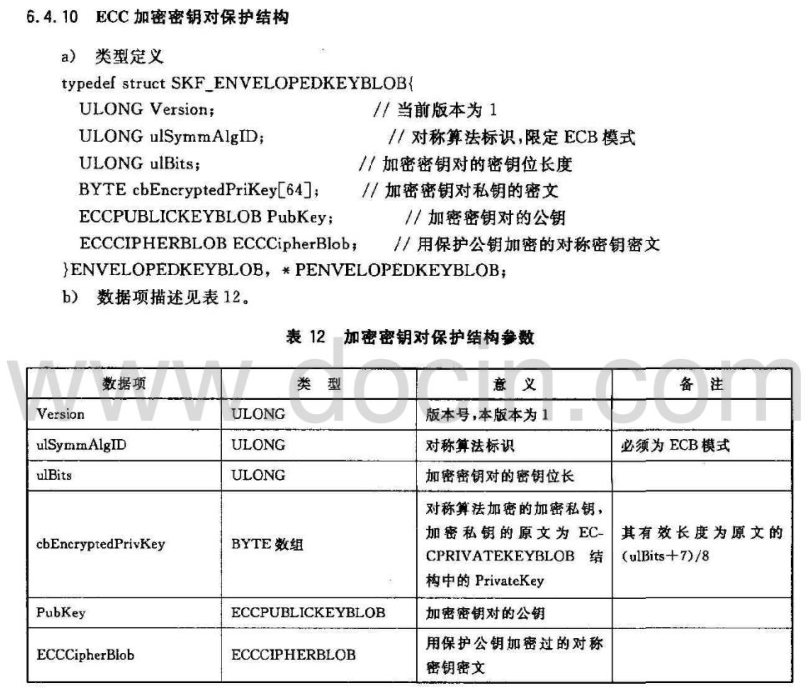 6.4.10 ECC 加密密钥对保护结构
a) 类型定义
typedef struct SKF_ENVELOPEDKEYBLOB{
ULONG Version; // 当前版本为 1
ULONG ulSymmAlgID; // 对称算法标识,限定 ECB 模式
ULONG ulBits; // 加密密钥对的密钥位长度
BYTE cbEncryptedPriKey[64]; // 加密密钥对私钥的密文
ECCPUBLICKEYBLOB PubKey; // 加密密钥对的公钥
ECCCIPHERBLOB ECCCipherBlob; // 用保护公钥加密的对称密钥密文
}ENVELOPEDKEYBLOB, * PENVELOPEDKEYBLOB;
b) 数据项描述见表 12。
表 12 加密密钥对保护结构参数
www.docin.com
数据项 类 型 意 义 备 注
Version ULONG 版本号,本版本为 1
ulSymmAlgID ULONG 对称算法标识 必须为 ECB 模式
ulBits ULONG 加密密钥对的密钥位长
cbEncryptedPrivKey BYTE 数组 对称算法加密的加密私钥,
加密私钥的原文为 EC-
CPRIVATEKEYBLOB 结
构中的 PrivateKey
其有效长度为原文的
(ulBits+7)/8
PubKey ECCPUBLICKEYBLOB 加密密钥对的公钥
ECCCipherBlob ECCCIPHERBLOB 用保护公钥加密过的对称
密钥密文